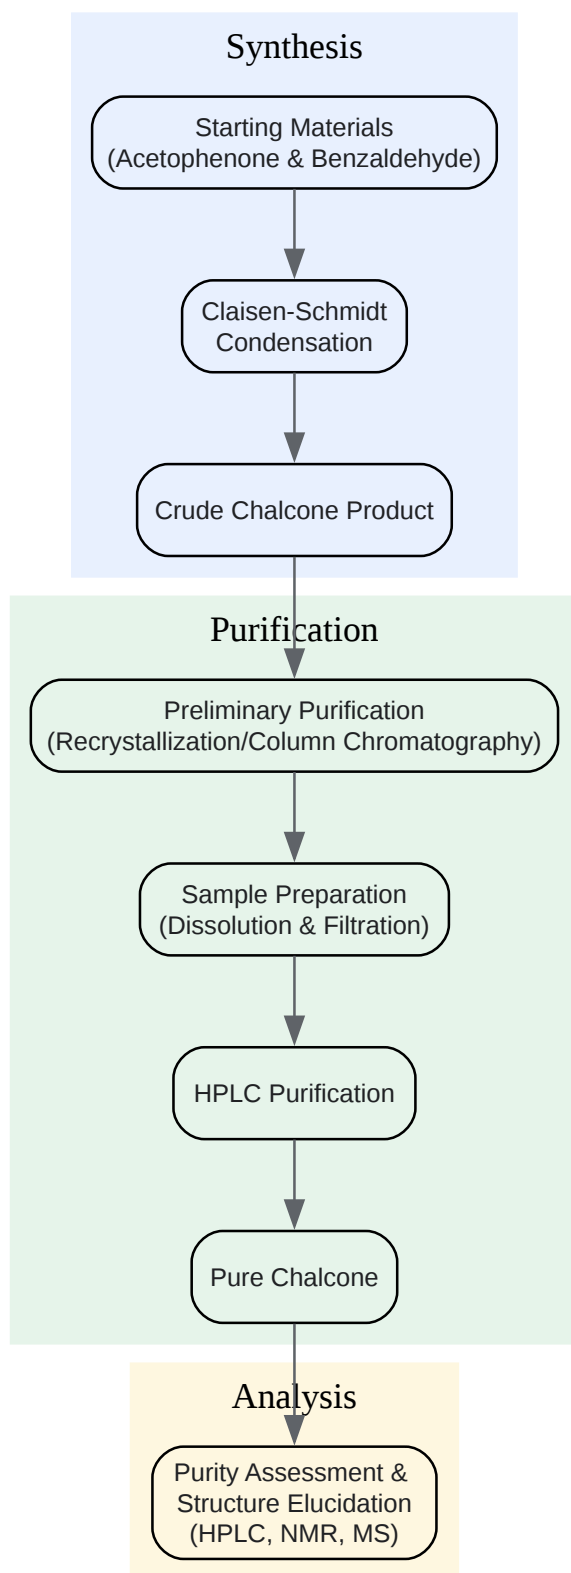 Synthesis
Starting Materials
(Acetophenone & Benzaldehyde)
Claisen-Schmidt
Condensation
Crude Chalcone Product
Purification
Preliminary Purification
(Recrystallization/Column Chromatography)
Sample Preparation
(Dissolution & Filtration)
HPLC Purification
Pure Chalcone
Analysis
Purity Assessment &
Structure Elucidation
(HPLC, NMR, MS)